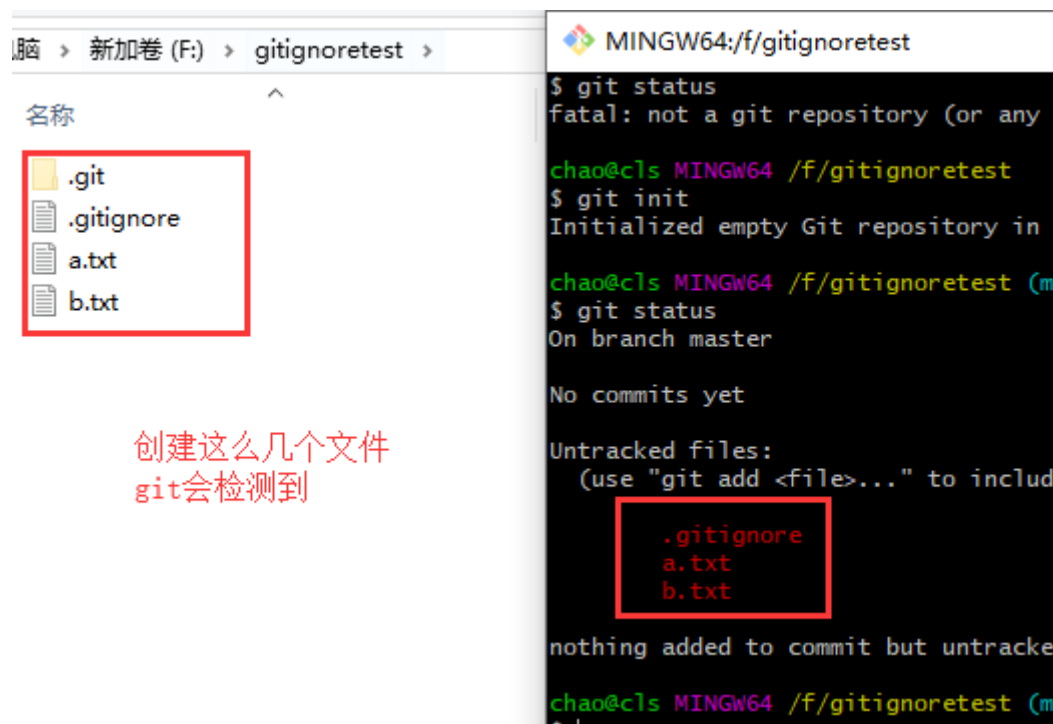 脑 > 新加卷 (F:) > gitignoretest >
名称
.git
.gitignore
a.txt
b.txt
创建这么几个文件
git会检测到
MINGW64:/f/gitignoretest
$ git status
fatal: not a git repository (or any
chao@cls MINGW64 /f/gitignoretest
$ git init
Initialized empty Git repository in
chao@cls MINGW64 /f/gitignoretest (m
$ git status
On branch master
No commits yet
Untracked files:
(use "git add <file>..." to includ
.gitignore
a.txt
b.txt
nothing added to commit but untracke
chao@cls MINGW64 /f/gitignoretest (m